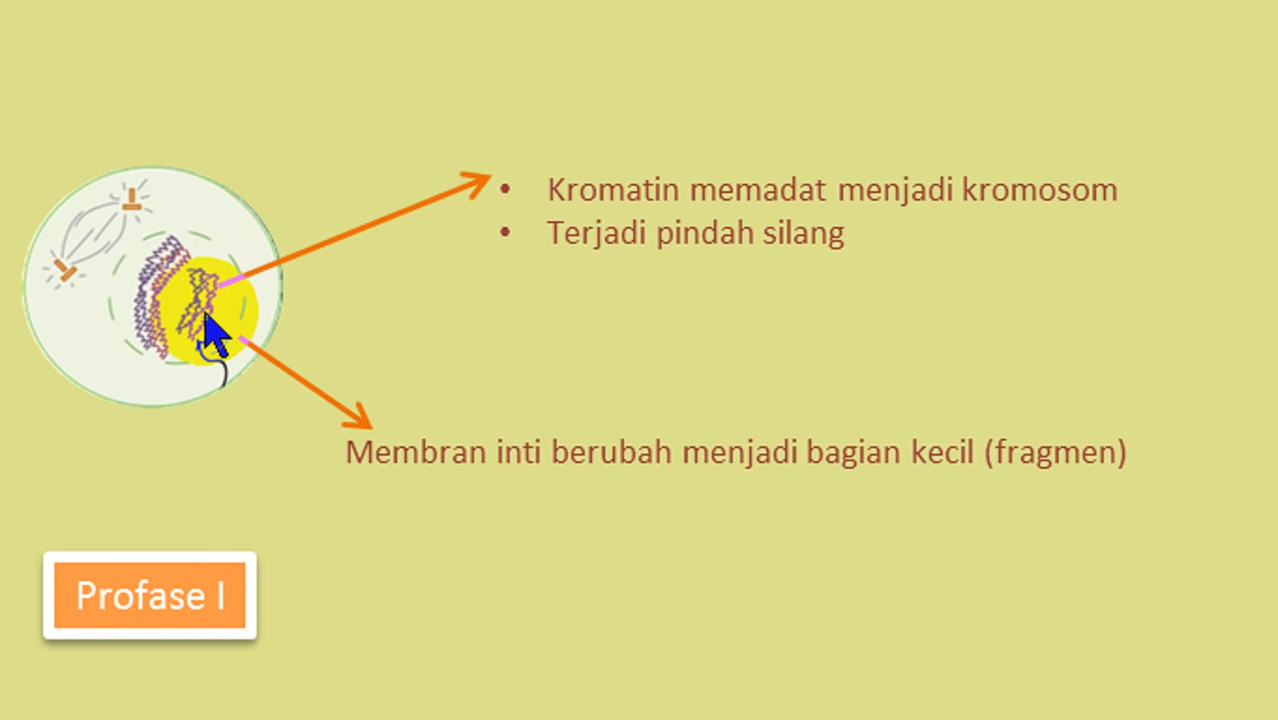 • Kromatin memadat menjadi kromosom
• Terjadi pindah silang
Membran inti berubah menjadi bagian kecil (fragmen)
Profase I